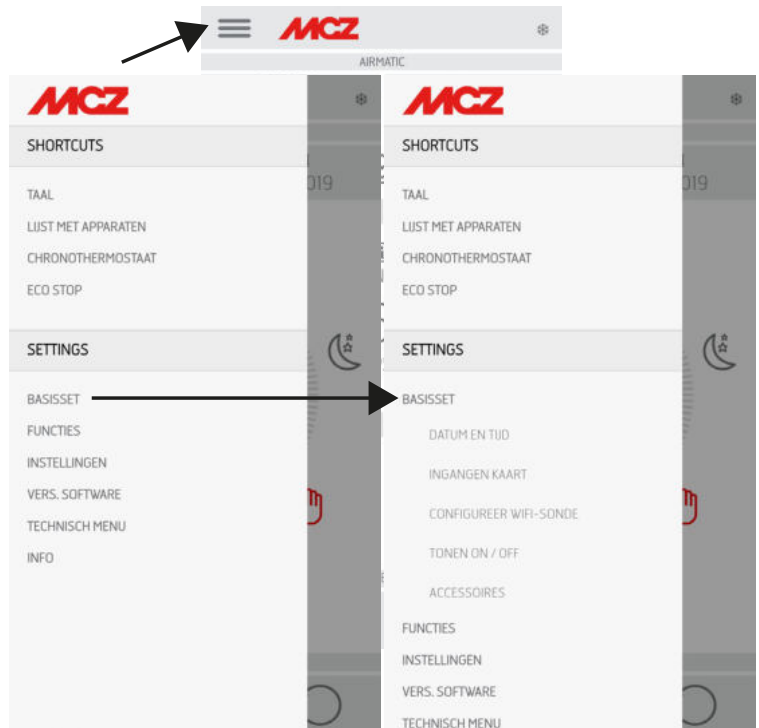 MCZ
AIRMATIC
MCZ
SHORTCUTS
TAAL
LIJST MET APPARATEN
CHRONOTHERMOSTAAT
ECO STOP
SETTINGS
BASISSET
FUNCTIES
INSTELLINGEN
VERS. SOFTWARE
TECHNISCH MENU
INFO
019
MCZ
SHORTCUTS
TAAL
LIJST MET APPARATEN
CHRONOTHERMOSTAAT
ECO STOP
SETTINGS
BASISSET
DATUM EN TIJD
INGANGEN KAART
CONFIGUREER WIFI-SONDE
TONEN ON / OFF
ACCESSOIRES
FUNCTIES
INSTELLINGEN
VERS. SOFTWARE
TECHNISCH MENU
019